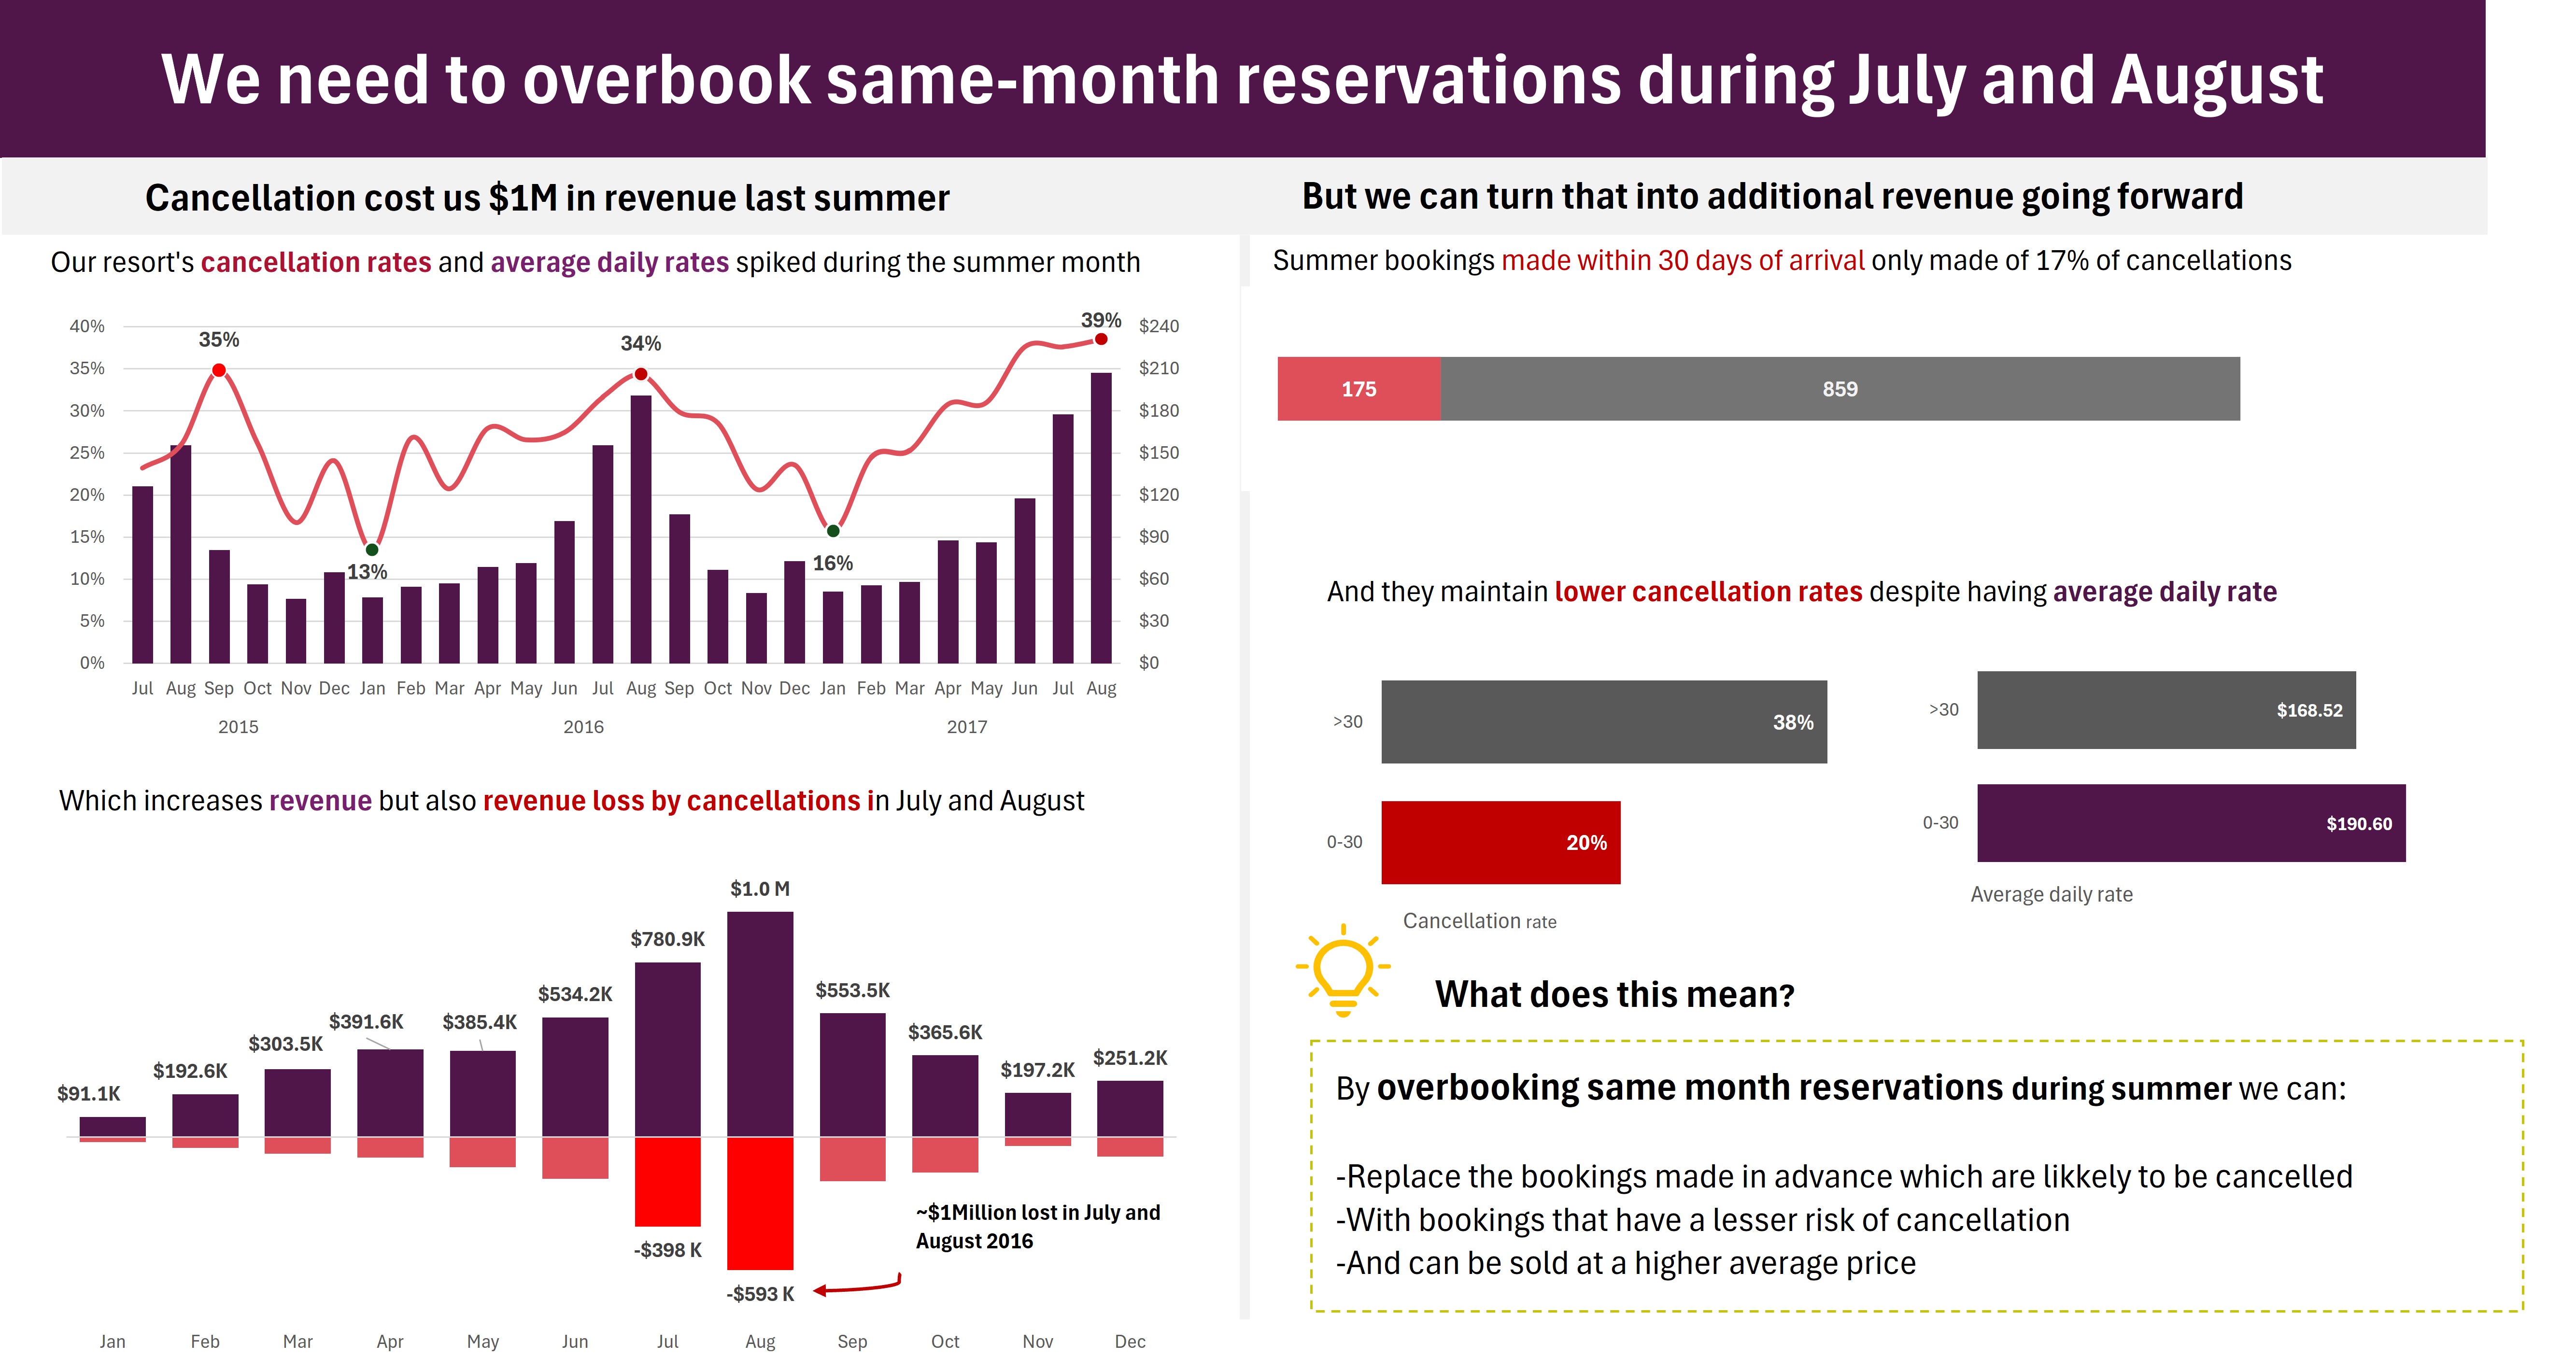 We need to overbook same-month reservations during July and August
Cancellation cost us $1M in revenue last summer
Our resort's cancellation rates and average daily rates spiked during the summer month
40%
35%
30%
25%
20%
15%
10%
5%
0%
35%
13%
34%
16%
39%
$240
$210
$180
$150
$120
$90
$60
$30
$0
Jul Aug Sep Oct Nov Dec Jan Feb Mar Apr May Jun Jul Aug Sep Oct Nov Dec Jan Feb Mar Apr May Jun Jul Aug
2015 2016 2017
Which increases revenue but also revenue loss by cancellations in July and August
$91.1K
$192.6K
$303.5K
$391.6K
$385.4K
$534.2K
$780.9K
$1.0 M
$553.5K
$365.6K
$197.2K
$251.2K
-$398 K
-$593 K
~$1Million lost in July and
August 2016
Jan Feb Mar Apr May Jun Jul Aug Sep Oct Nov Dec
But we can turn that into additional revenue going forward
Summer bookings made within 30 days of arrival only made of 17% of cancellations
175
859
And they maintain lower cancellation rates despite having average daily rate
>30
38%
0-30
20%
Cancellation rate
>30
$168.52
0-30
$190.60
Average daily rate
What does this mean?
By overbooking same month reservations during summer we can:
-Replace the bookings made in advance which are likkely to be cancelled
-With bookings that have a lesser risk of cancellation
-And can be sold at a higher average price